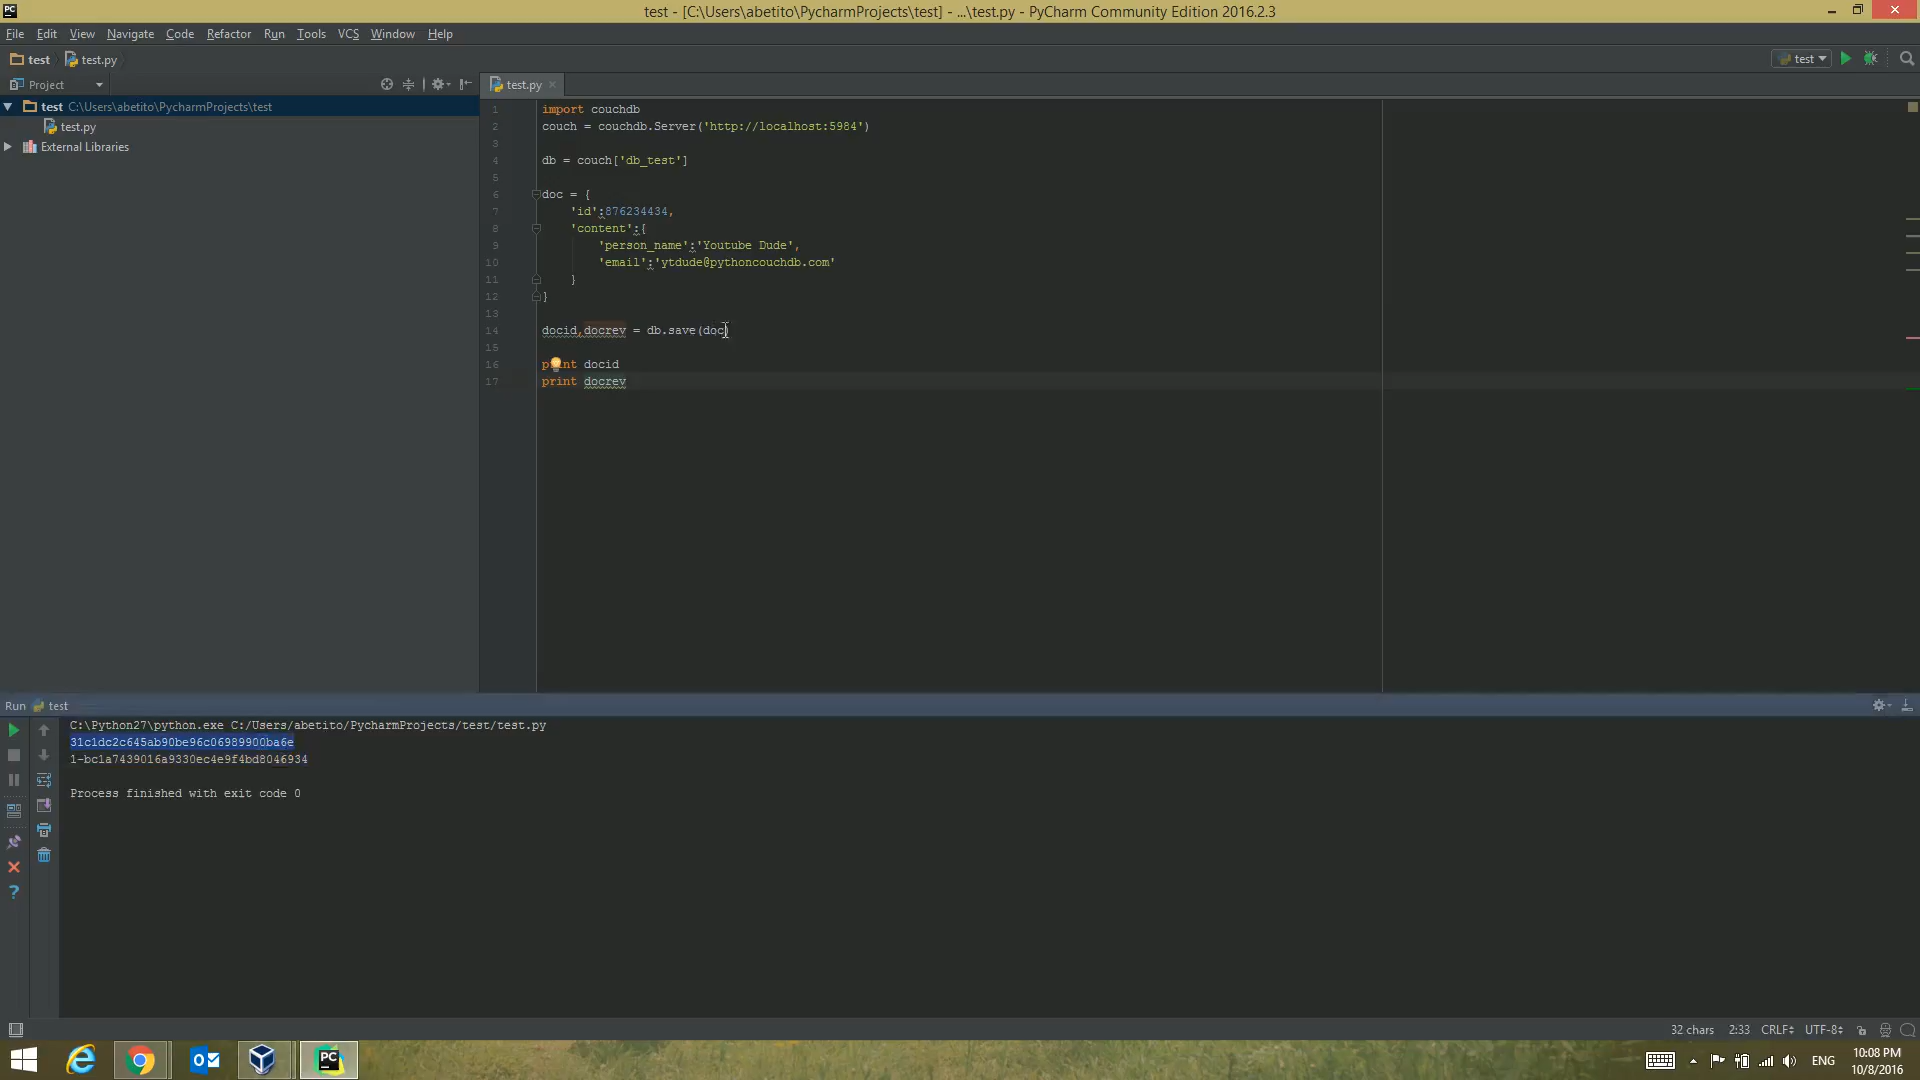 PC
test - [C:\Users\abetito\PycharmProjects\test] - ...\test.py - PyCharm Community Edition 2016.2.3
File Edit View Navigate Code Refactor Run Tools VCS Window Help
test test.py
test
Project
test.py
test C:\Users\abetito\PycharmProjects\test
test.py
External Libraries
1 import couchdb
2 couch = couchdb.Server('http://localhost:5984')
3
4 db = couch['db_test']
5
6 doc = {
7 'id':876234434,
8 'content':{
9 'person_name':'Youtube Dude',
10 'email':'ytdude@pythoncouchdb.com'
11 }
12 }
13
14 docid,docrev = db.save(doc)
15
16 print docid
17 print docrev
Run test
C:\Python27\python.exe C:/Users/abetito/PycharmProjects/test/test.py
31c1dc2c645ab90be96c06989900ba6e
1-bc1a7439016a9330ec4e9f4bd8046934
Process finished with exit code 0
32 chars 2:33 CRLF UTF-8
PC
ENG
10:08 PM
10/8/2016